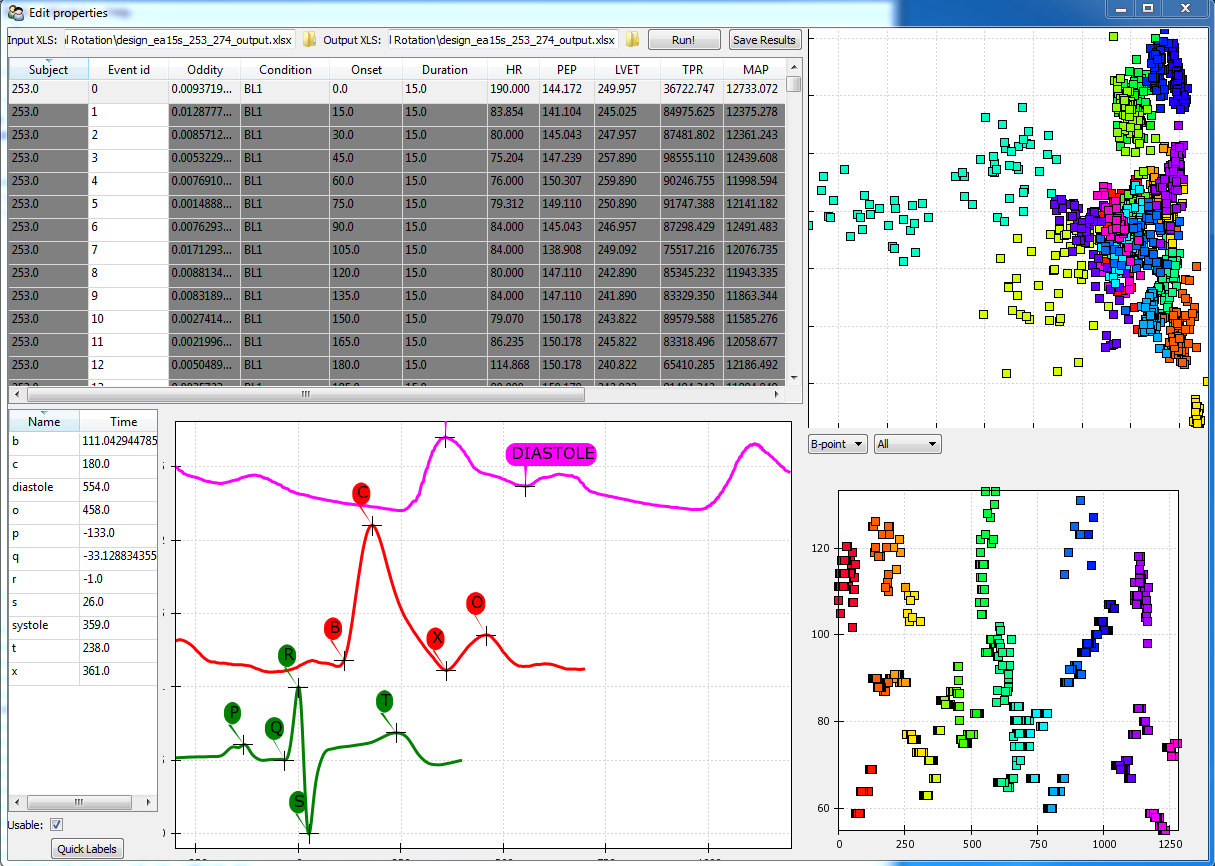 Edit properties
Input XLS: l Rotation\design_ea15s_253_274_output.xlsx Output XLS: l Rotation\design_ea15s_253_274_output.xlsx Run! Save Results
Subject Event id Oddity Condition Onset Duration HR PEP LVET TPR MAP
253.0 0 0.0093719... BL1 0.0 15.0 190.000 144.172 249.957 36722.747 12733.072
253.0 1 0.0128777... BL1 15.0 15.0 83.854 141.104 245.025 84975.625 12375.278
253.0 2 0.0085712... BL1 30.0 15.0 80.000 145.043 247.957 87481.802 12361.243
253.0 3 0.0053229... BL1 45.0 15.0 75.204 147.239 257.890 98555.110 12439.608
253.0 4 0.0076910... BL1 60.0 15.0 76.000 150.307 259.890 90246.755 11998.594
253.0 5 0.0014888... BL1 75.0 15.0 79.312 149.110 250.890 91747.388 12141.182
253.0 6 0.0076293... BL1 90.0 15.0 84.000 145.043 246.957 87298.429 12491.483
253.0 7 0.0171293... BL1 105.0 15.0 84.000 138.908 249.092 75517.216 12076.735
253.0 8 0.0088134... BL1 120.0 15.0 80.000 147.110 242.890 85345.232 11943.335
253.0 9 0.0083189... BL1 135.0 15.0 84.000 147.110 241.890 83329.350 11863.344
253.0 10 0.0027414... BL1 150.0 15.0 79.070 150.178 243.822 89579.588 11585.276
253.0 11 0.0021996... BL1 165.0 15.0 86.235 150.178 245.822 83318.496 12058.677
253.0 12 0.0050489... BL1 180.0 15.0 114.868 150.178 240.822 65410.285 12186.492
Name Time
b 111.042944785
c 180.0
diastole 554.0
o 458.0
p -133.0
q -33.128834355
r -1.0
s 26.0
systole 359.0
t 238.0
x 361.0
Usable:
Quick Labels
DIASTOLE
C
B
X
O
R
P
Q
T
S
B-point All
120
100
80
60
0 250 500 750 1000 1250